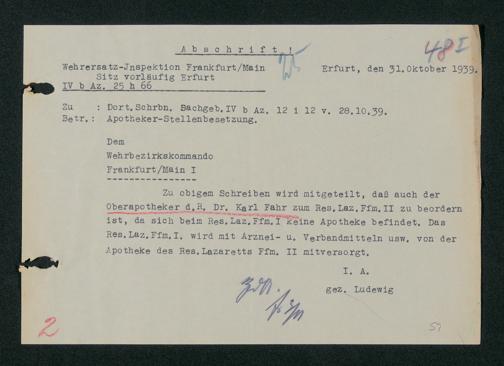 Abschrift!
48 I
Wehrersatz-Jnspektion Frankfurt/Main
Sitz vorläufig Erfurt
Erfurt, den 31.Oktober 1939.
IV b Az. 25 h 66
Zu : Dort.Schrbn. Sachgeb.IV b Az. 12 i 12 v. 28.10.39.
Betr.: Apotheker-Stellenbesetzung.
Dem
Wehrbezirkskommando
Frankfurt/Main I
Zu obigem Schreiben wird mitgeteilt, daß auch der
Oberapotheker d.R. Dr. Karl Fahr zum Res.Laz.Ffm.II zu beordern
ist, da sich beim Res.Laz.Ffm.I keine Apotheke befindet. Das
Res.Laz.Ffm.I. wird mit Arznei- u. Verbandmitteln usw. von der
Apotheke des Res.Lazaretts Ffm. II mitversorgt.
I. A.
gez. Ludewig
2